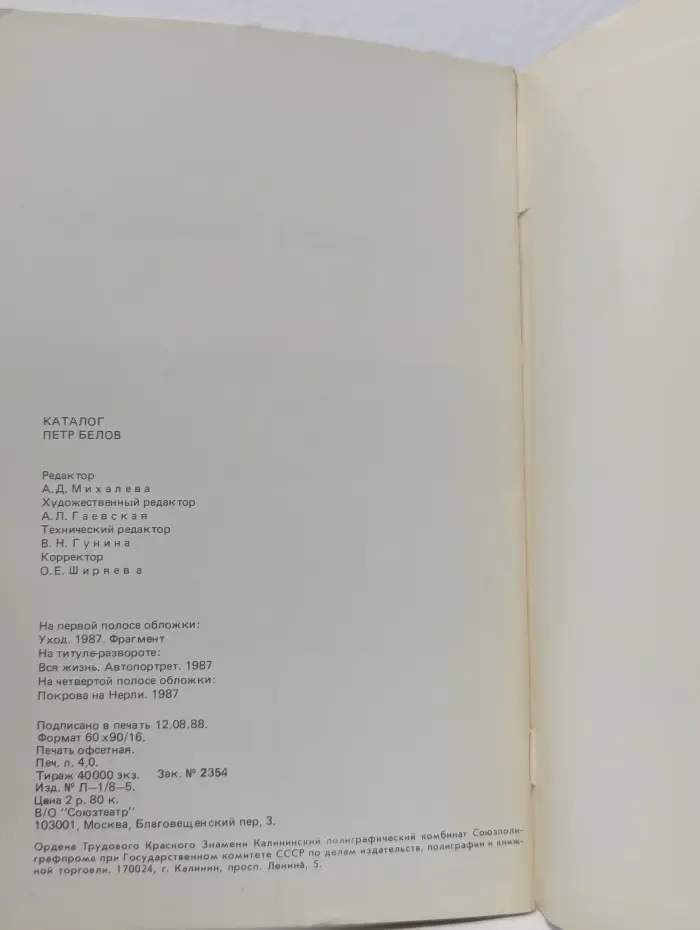 КАТАЛОГ
ПЕТР БЕЛОВ
Редактор
А.Д. Михалева
Художественный редактор
А.Л. Гаевская
Технический редактор
В.Н. Гунина
Корректор
О.Е. Ширяева
На первой полосе обложки:
Уход. 1987. Фрагмент
На титуле-развороте:
Вся жизнь. Автопортрет. 1987
На четвертой полосе обложки:
Покрова на Нерли. 1987
Подписано в печать 12.08.88.
Формат 60 х90/16.
Печать офсетная.
Печ. л. 4,0.
Тираж 40000 экз. Зак. № 2354
Изд. № Л—1/8—5.
Цена 2 р. 80 к.
В/О "Союзтеатр"
103001, Москва, Благовещенский пер, 3.
Ордена Трудового Красного Знамени Калининский полиграфический комбинат Союзполи-
графпрома при Государственном комитете СССР по делам издательств, полиграфии и книж-
ной торговли. 170024, г. Калинин, просп. Ленина, 5.